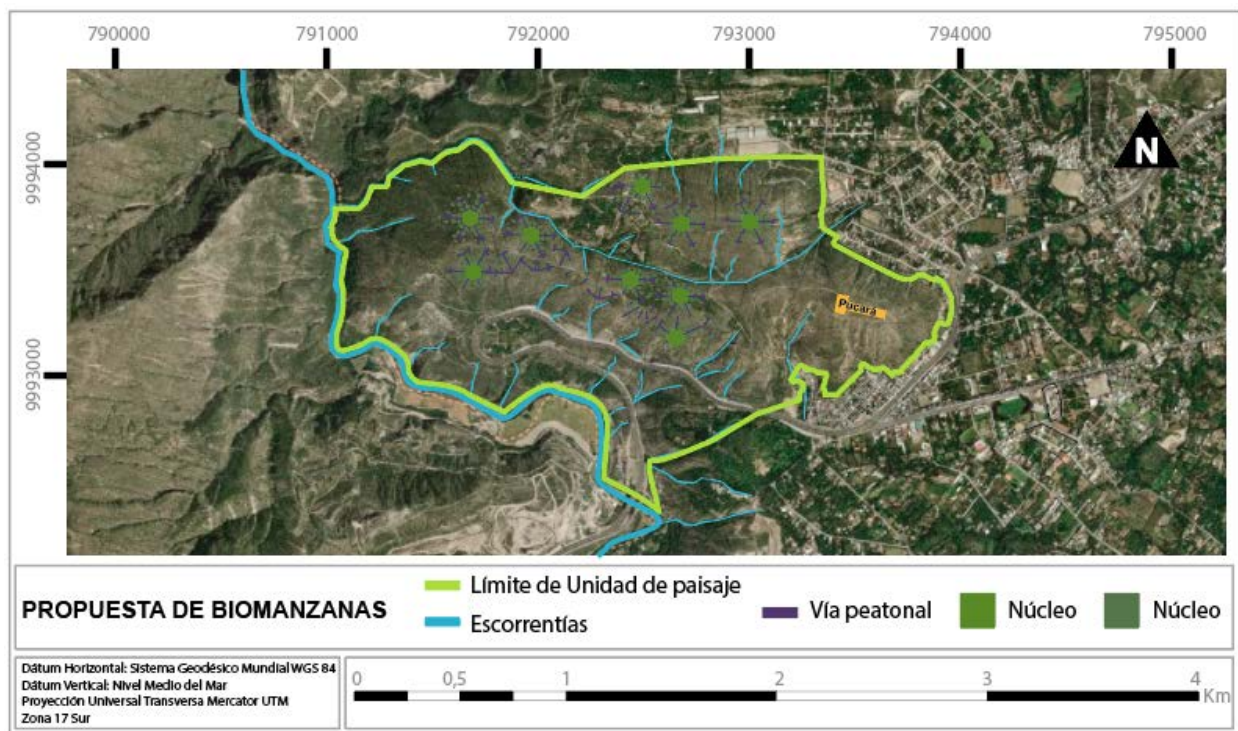 790000 791000 792000 793000 794000 795000
9994000
N
Pucará
9993000
PROPUESTA DE BIOMANZANAS
Límite de Unidad de paisaje
Escorrentías
Vía peatonal
Núcleo
Núcleo
Dátum Horizontal: Sistema Geodésico Mundial WGS 84
Dátum Vertical: Nivel Medio del Mar
Proyección Universal Transversa Mercator UTM
Zona 17 Sur
0 0,5 1 2 3 4
Km